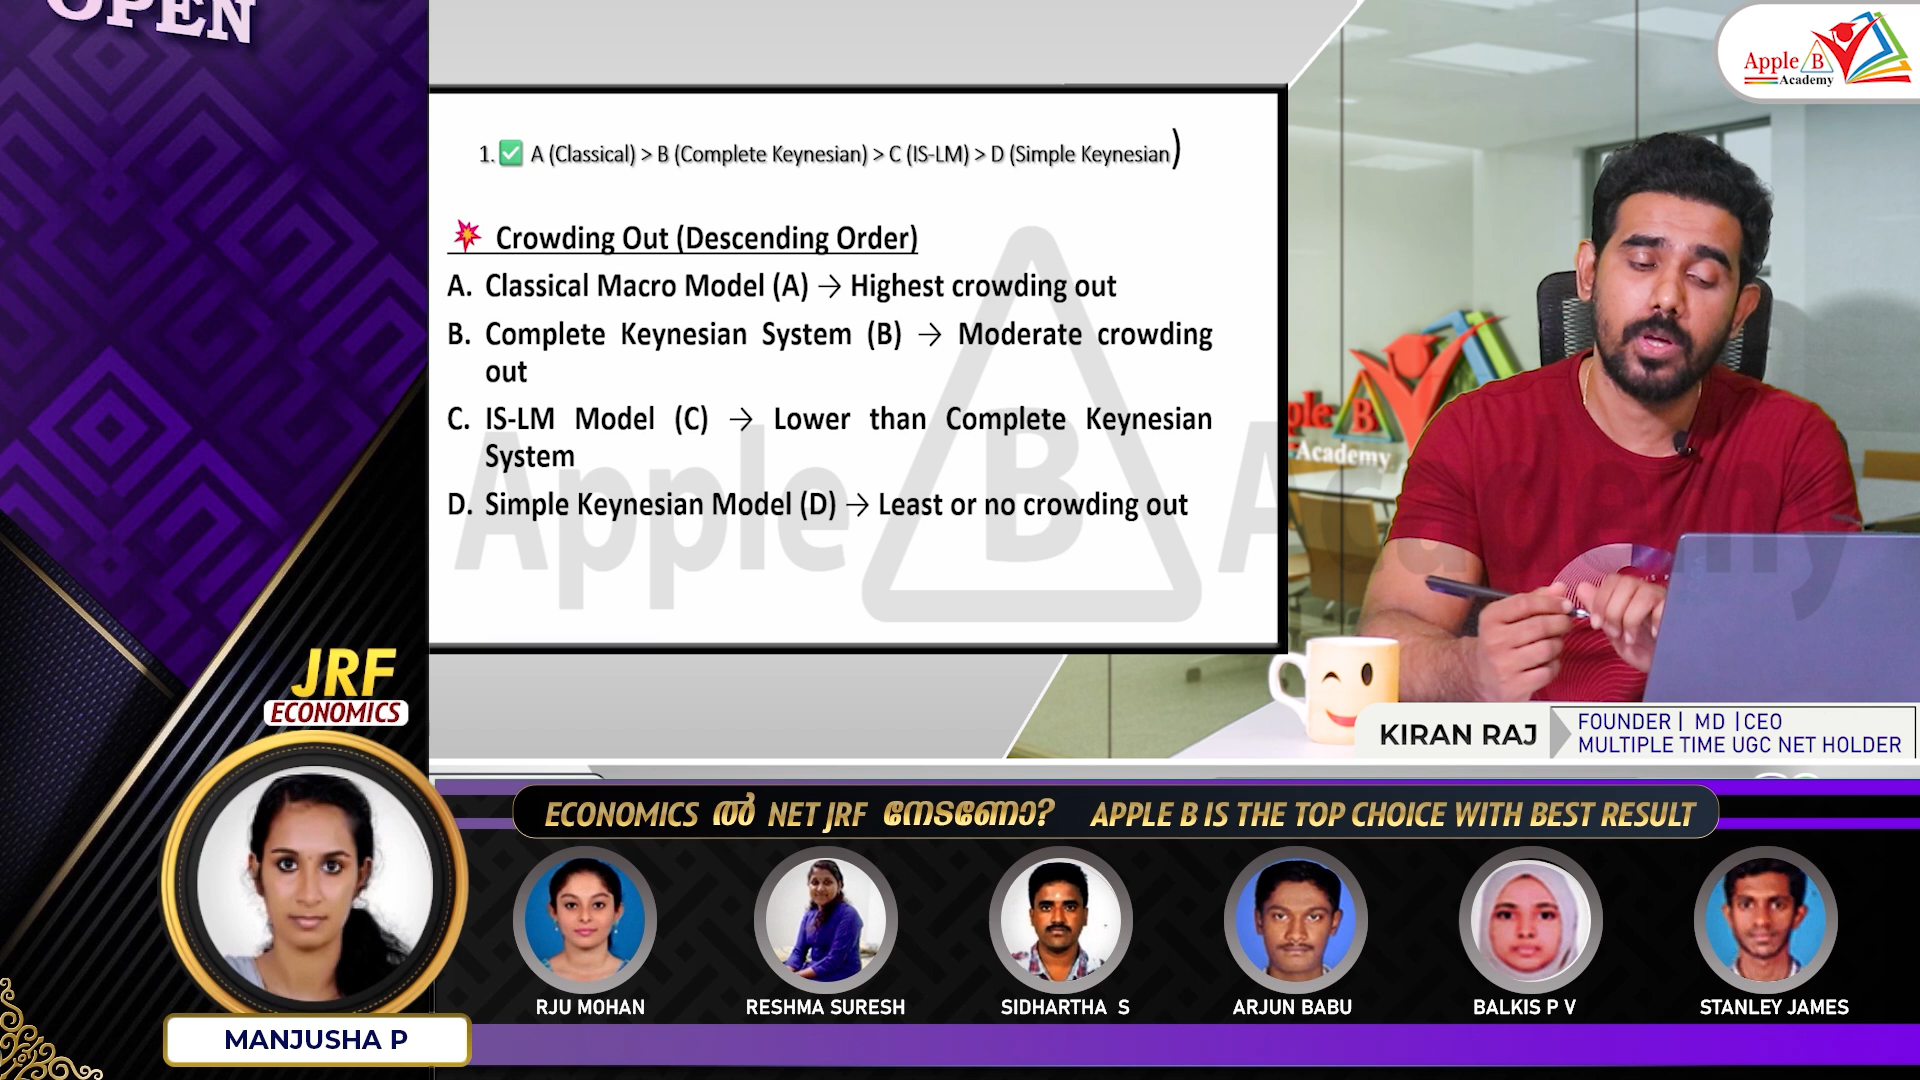 OPEN
Apple B
Academy
1. ✅ A (Classical) > B (Complete Keynesian) > C (IS-LM) > D (Simple Keynesian)
💥 Crowding Out (Descending Order)
A. Classical Macro Model (A) → Highest crowding out
B. Complete Keynesian System (B) → Moderate crowding
out
C. IS-LM Model (C) → Lower than Complete Keynesian
System
D. Simple Keynesian Model (D) → Least or no crowding out
Apple B Academy
ple B
Academy
JRF
ECONOMICS
KIRAN RAJ
FOUNDER | MD | CEO
MULTIPLE TIME UGC NET HOLDER
ECONOMICS ൽ NET JRF നേടണോ? APPLE B IS THE TOP CHOICE WITH BEST RESULT
RJU MOHAN
RESHMA SURESH
SIDHARTHA S
ARJUN BABU
BALKIS P V
STANLEY JAMES
MANJUSHA P